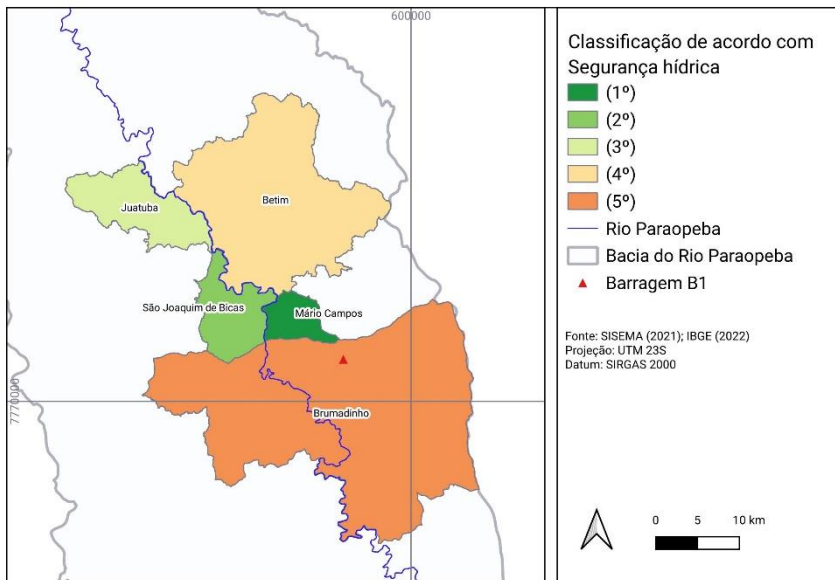 600000
Juatuba
Betim
São Joaquim de Bicas
Mário Campos
7770000
Brumadinho
Classificação de acordo com
Segurança hídrica
(1º)
(2º)
(3º)
(4º)
(5º)
Rio Paraopeba
Bacia do Rio Paraopeba
Barragem B1
Fonte: SISEMA (2021); IBGE (2022)
Projeção: UTM 23S
Datum: SIRGAS 2000
0 5 10 km